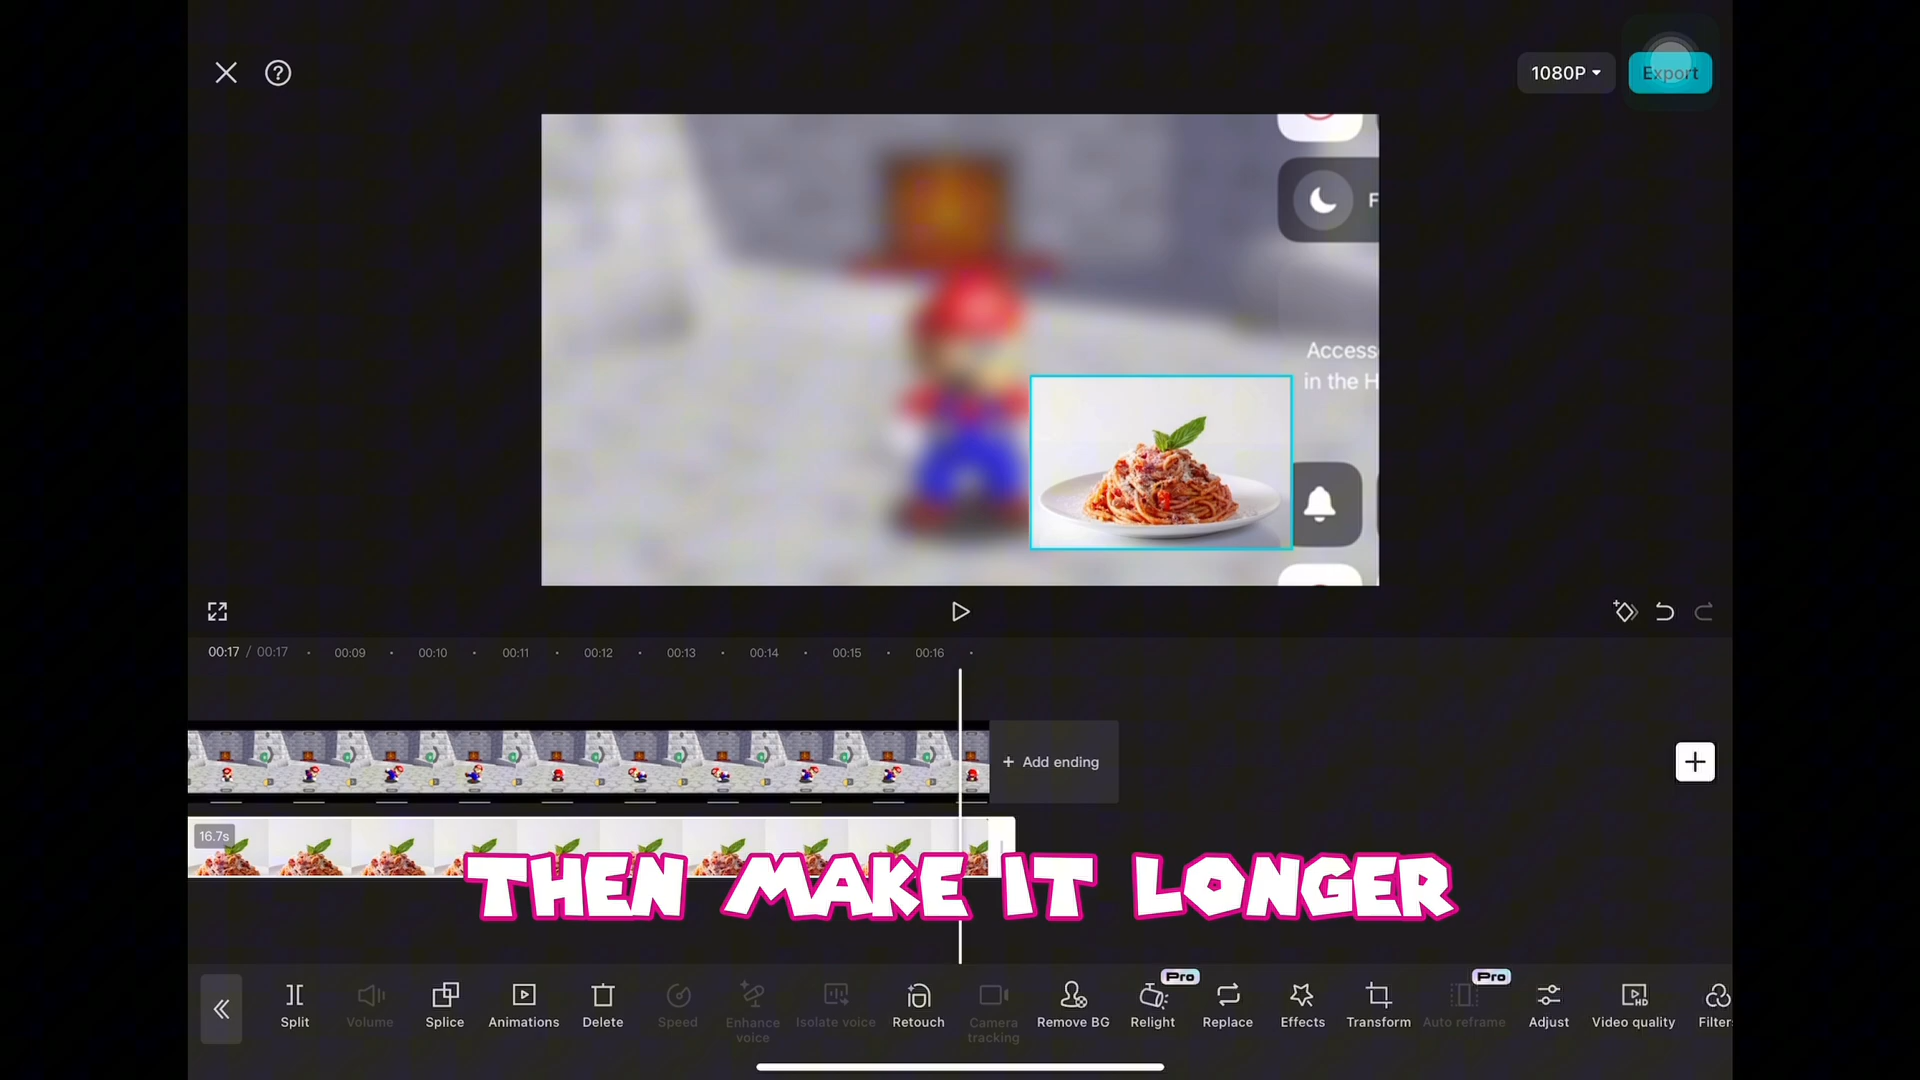 1080P
Export
F
Access
in the H
00:17 / 00:17
00:09
00:10
00:11
00:12
00:13
00:14
00:15
00:16
+ Add ending
16.7s
THEN MAKE IT LONGER
Pro
Pro
Split
Volume
Splice
Animations
Delete
Speed
Enhance voice
Isolate voice
Retouch
Camera tracking
Remove BG
Relight
Replace
Effects
Transform
Auto reframe
Adjust
Video quality
Filter